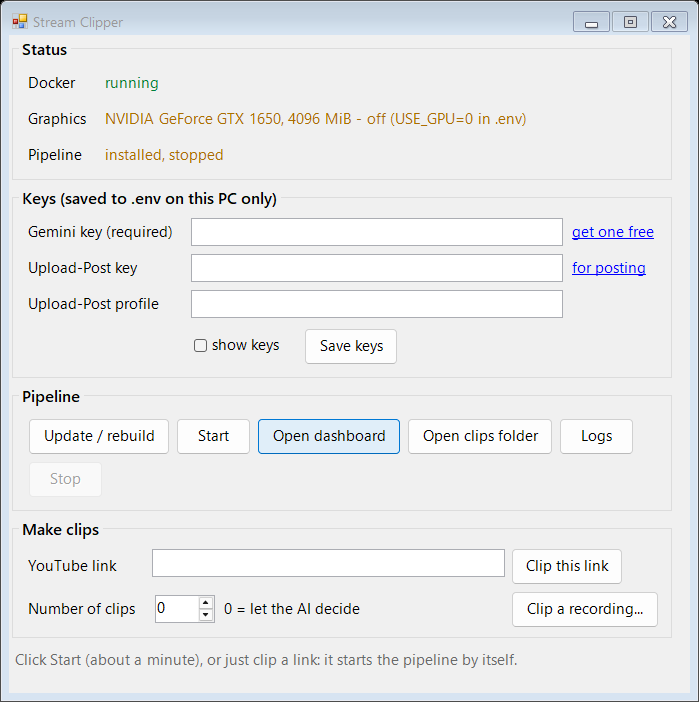 Stream Clipper
Status
Docker running
Graphics NVIDIA GeForce GTX 1650, 4096 MiB - off (USE_GPU=0 in .env)
Pipeline installed, stopped
Keys (saved to .env on this PC only)
Gemini key (required) get one free
Upload-Post key for posting
Upload-Post profile
show keys Save keys
Pipeline
Update / rebuild Start Open dashboard Open clips folder Logs
Stop
Make clips
YouTube link Clip this link
Number of clips 0 0 = let the AI decide Clip a recording...
Click Start (about a minute), or just clip a link: it starts the pipeline by itself.